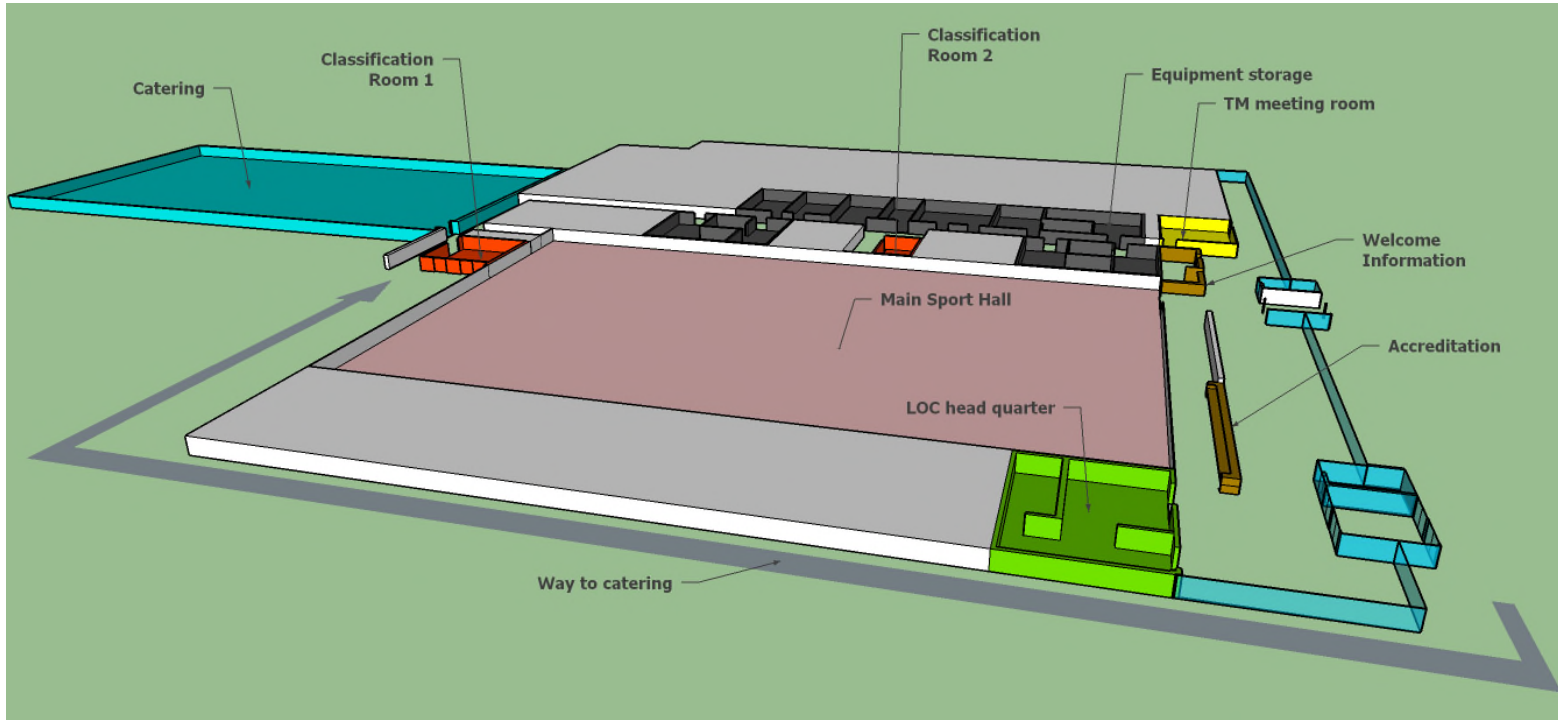 Classification
Room 2
Classification
Room 1
Equipment storage
Catering
TM meeting room
Welcome
Information
Main Sport Hall
Accreditation
LOC head quarter
Way to catering